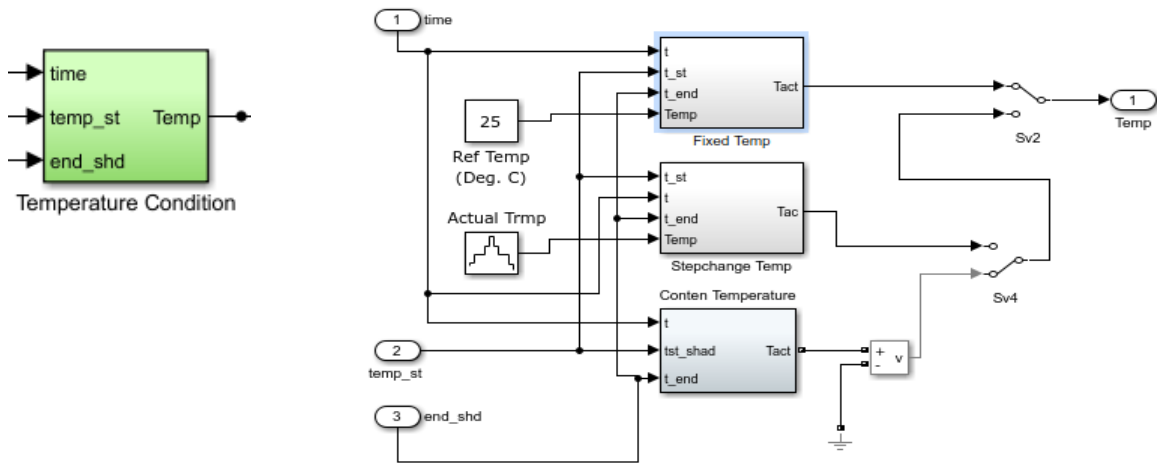 time
temp_st Temp
end_shd
Temperature Condition
1 time
t
t_st
t_end
Temp
Tact
Fixed Temp
25
Ref Temp
(Deg. C)
t_st
t
t_end
Temp
Tac
Stepchange Temp
Actual Trmp
Conten Temperature
t
tst_shad
t_end
Tact
2
temp_st
3 end_shd
+
-
v
Sv2
Sv4
1
Temp